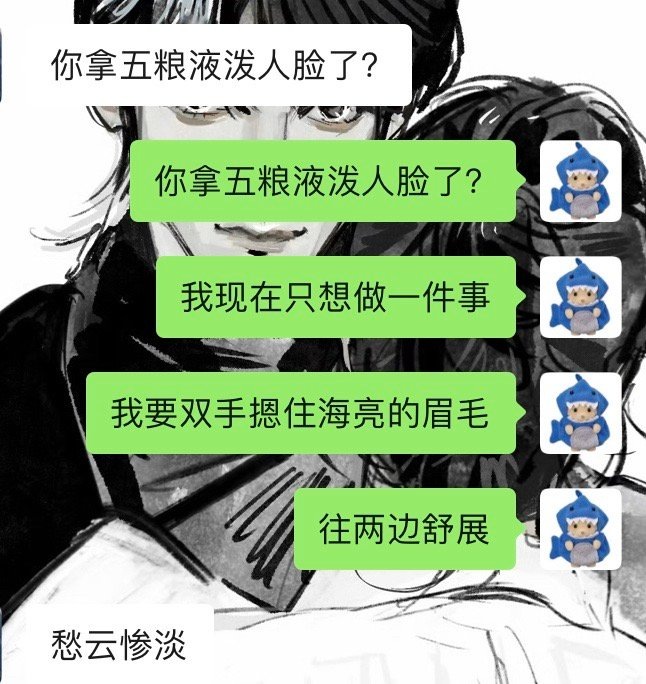 你拿五粮液泼人脸了？
你拿五粮液泼人脸了？
我现在只想做一件事
我要双手摁住海亮的眉毛
往两边舒展
愁云惨淡